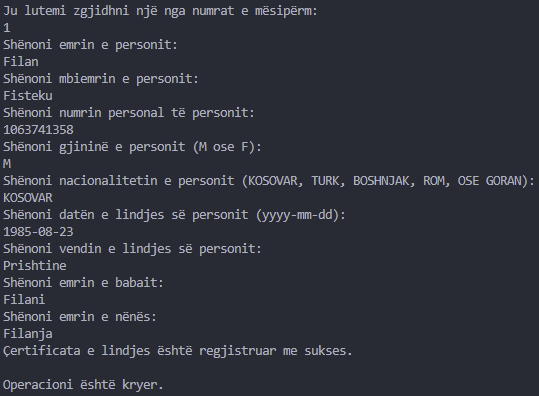 Ju lutemi zgjidhni një nga numrat e mësipërm:
1
Shënoni emrin e personit:
Filan
Shënoni mbiemrin e personit:
Fisteku
Shënoni numrin personal të personit:
1063741358
Shënoni gjininë e personit (M ose F):
M
Shënoni nacionalitetin e personit (KOSOVAR, TURK, BOSHNJAK, ROM, OSE GORAN):
KOSOVAR
Shënoni datën e lindjes së personit (yyyy-mm-dd):
1985-08-23
Shënoni vendin e lindjes së personit:
Prishtine
Shënoni emrin e babait:
Filani
Shënoni emrin e nënës:
Filanja
Çertificata e lindjes është regjistruar me sukses.
Operacioni është kryer.